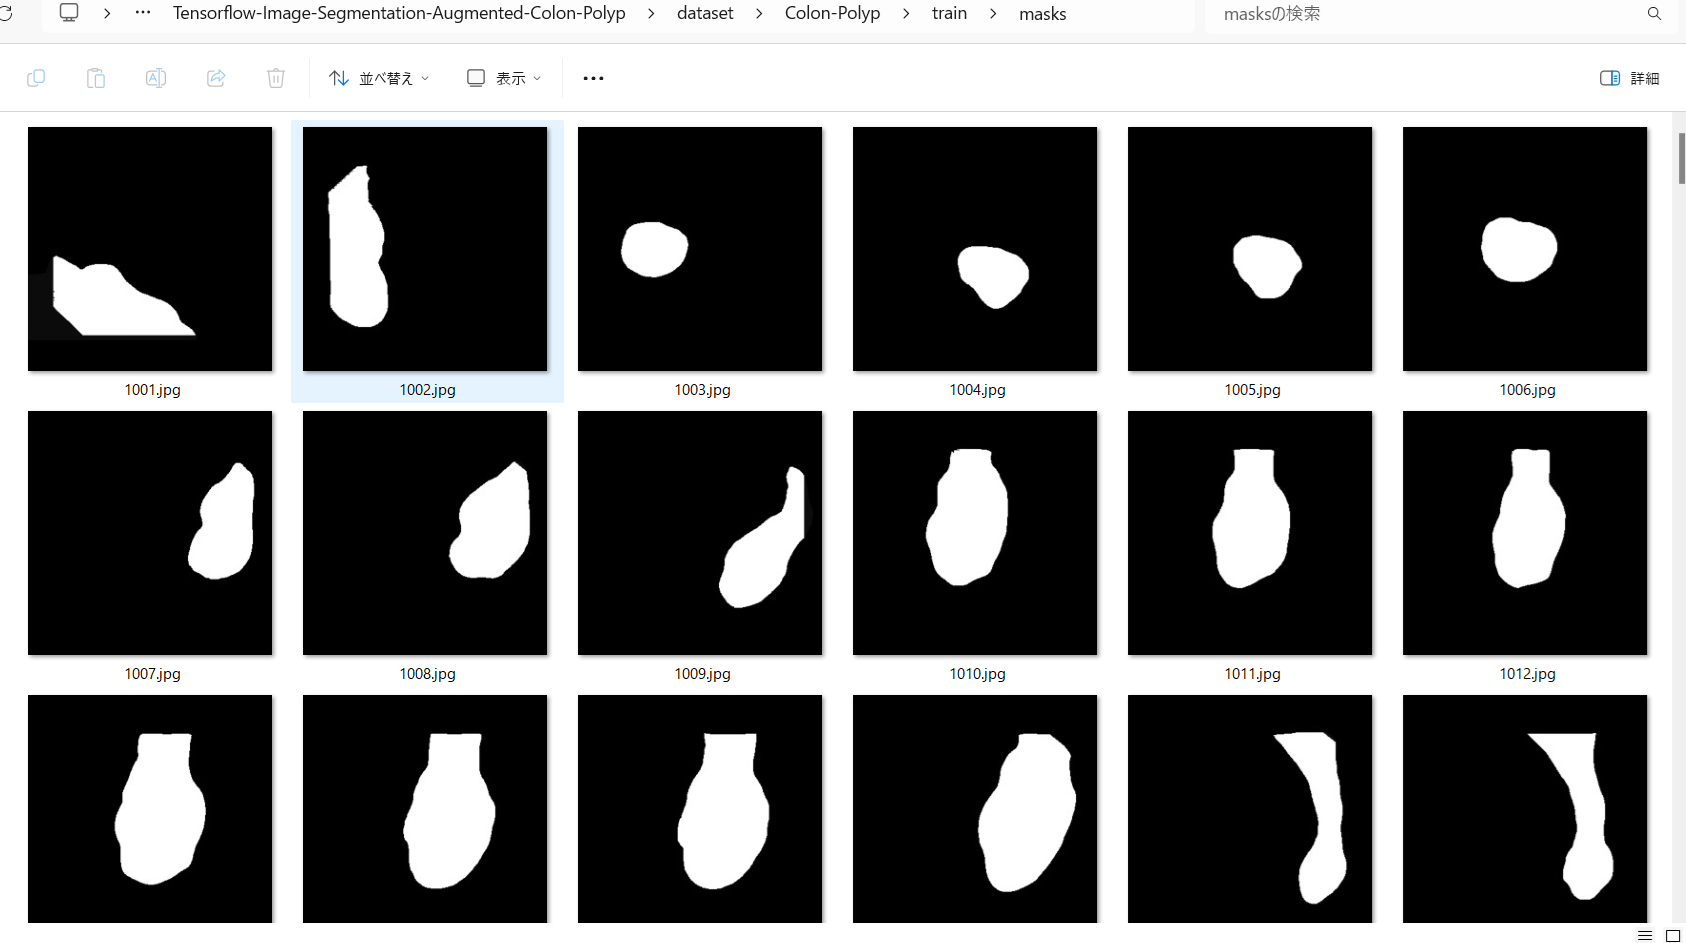 Tensorflow-Image-Segmentation-Augmented-Colon-Polyp > dataset > Colon-Polyp > train > masks
masksの検索
並べ替え 表示 詳細
1001.jpg 1002.jpg 1003.jpg 1004.jpg 1005.jpg 1006.jpg
1007.jpg 1008.jpg 1009.jpg 1010.jpg 1011.jpg 1012.jpg